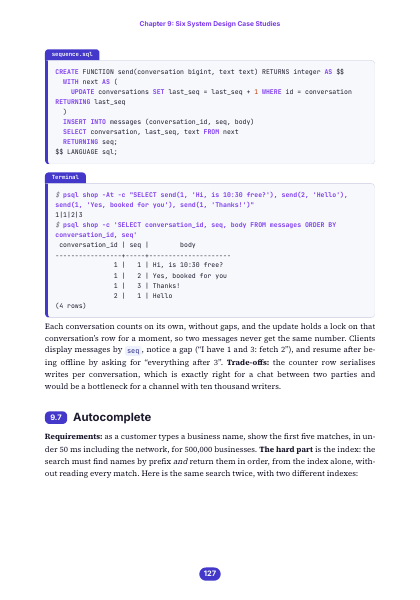 Chapter 9: Six System Design Case Studies
sequence.sql
CREATE FUNCTION send(conversation bigint, text text) RETURNS integer AS $$
WITH next AS (
UPDATE conversations SET last_seq = last_seq + 1 WHERE id = conversation
RETURNING last_seq
)
INSERT INTO messages (conversation_id, seq, body)
SELECT conversation, last_seq, text FROM next
RETURNING seq;
$$ LANGUAGE sql;
Terminal
$ psql shop -At -c "SELECT send(1, 'Hi, is 10:30 free?'), send(2, 'Hello'),
send(1, 'Yes, booked for you'), send(1, 'Thanks!')"
1|1|2|3
$ psql shop -c 'SELECT conversation_id, seq, body FROM messages ORDER BY
conversation_id, seq'
conversation_id | seq | body
-----------------+-----+---------------------
1 | 1 | Hi, is 10:30 free?
1 | 2 | Yes, booked for you
1 | 3 | Thanks!
2 | 1 | Hello
(4 rows)
Each conversation counts on its own, without gaps, and the update holds a lock on that
conversation's row for a moment, so two messages never get the same number. Clients
display messages by seq, notice a gap ("I have 1 and 3: fetch 2"), and resume after be-
ing offline by asking for "everything after 3". Trade-offs: the counter row serialises
writes per conversation, which is exactly right for a chat between two parties and
would be a bottleneck for a channel with ten thousand writers.
9.7 Autocomplete
Requirements: as a customer types a business name, show the first five matches, in un-
der 50 ms including the network, for 500,000 businesses. The hard part is the index: the
search must find names by prefix and return them in order, from the index alone, with-
out reading every match. Here is the same search twice, with two different indexes:
127